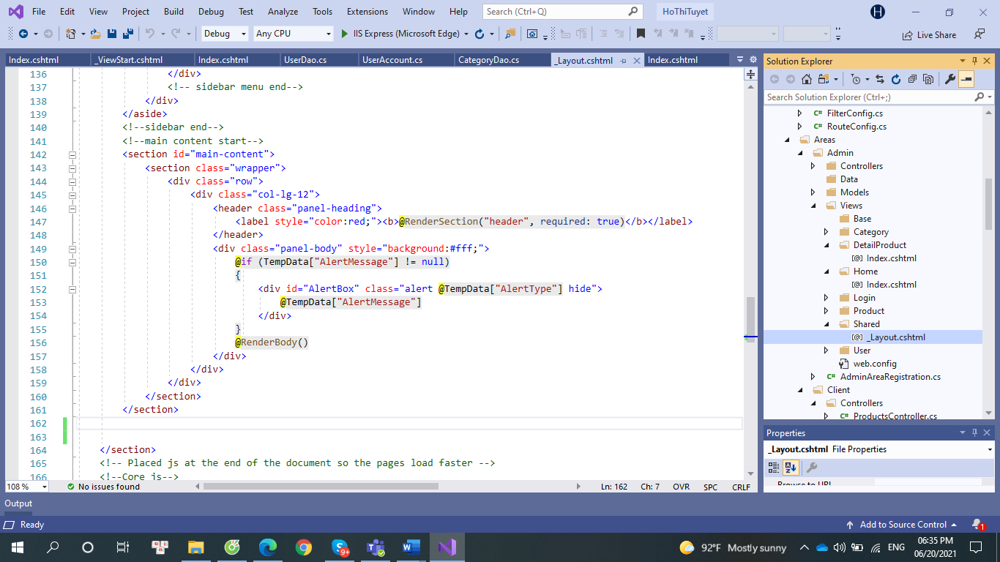 File Edit View Project Build Debug Test Analyze Tools Extensions Window Help Search (Ctrl+Q) HoThiTuyet H
Debug Any CPU IIS Express (Microsoft Edge) Live Share
Index.cshtml _ViewStart.cshtml Index.cshtml UserDao.cs UserAccount.cs CategoryDao.cs _Layout.cshtml Index.cshtml
136 </div>
137 <!-- sidebar menu end-->
138 </div>
139 </aside>
140 <!--sidebar end-->
141 <!--main content start-->
142 <section id="main-content">
143 <section class="wrapper">
144 <div class="row">
145 <div class="col-lg-12">
146 <header class="panel-heading">
147 <label style="color:red;"><b>@RenderSection("header", required: true)</b></label>
148 </header>
149 <div class="panel-body" style="background:#fff;">
150 @if (TempData["AlertMessage"] != null)
151 {
152 <div id="AlertBox" class="alert @TempData["AlertType"] hide">
153 @TempData["AlertMessage"]
154 </div>
155 }
156 @RenderBody()
157 </div>
158 </div>
159 </div>
160 </section>
161 </section>
162
163
164 </section>
165 <!-- Placed js at the end of the document so the pages load faster -->
166 <!--Core js-->
108 % No issues found Ln: 162 Ch: 7 OVR SPC CRLF
Solution Explorer
Search Solution Explorer (Ctrl+;)
C# FilterConfig.cs
C# RouteConfig.cs
Areas
Admin
Controllers
Data
Models
Views
Base
Category
DetailProduct
[@] Index.cshtml
Home
[@] Index.cshtml
Login
Product
Shared
[@] _Layout.cshtml
User
web.config
C# AdminAreaRegistration.cs
Client
Controllers
C# ProductsController.cs
Properties
_Layout.cshtml File Properties
Browse to URL
Output
Ready Add to Source Control 1
9+ 92°F Mostly sunny ENG 06:35 PM
06/20/2021